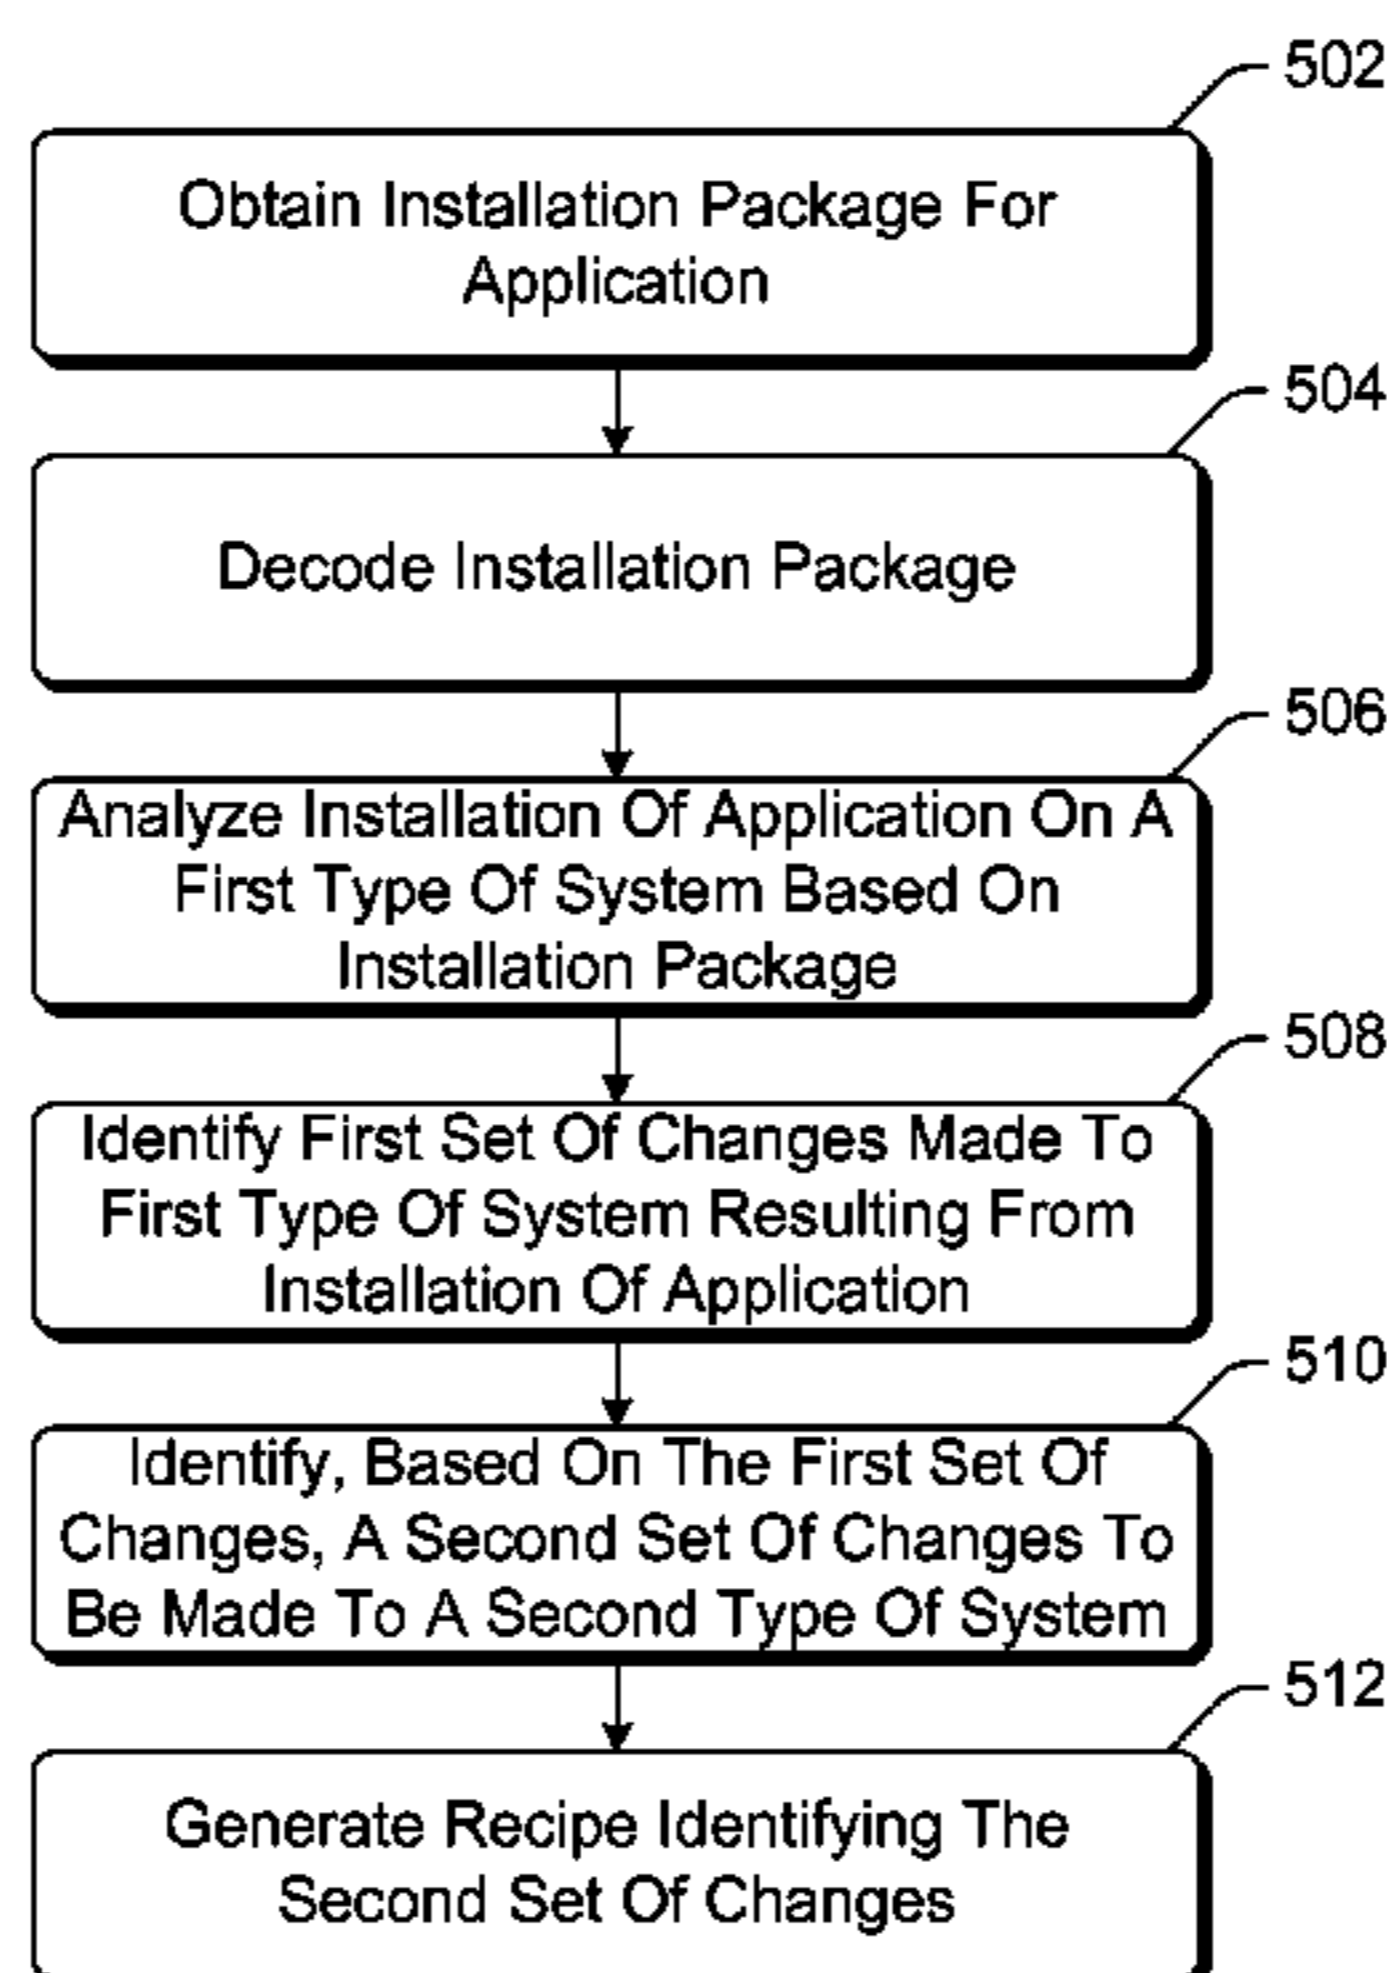 502
Obtain Installation Package For
Application
504
Decode Installation Package
506
Analyze Installation Of Application On A
First Type Of System Based On
Installation Package
508
Identify First Set Of Changes Made To
First Type Of System Resulting From
Installation Of Application
510
Identify, Based On The First Set Of
Changes, A Second Set Of Changes To
Be Made To A Second Type Of System
512
Generate Recipe Identifying The
Second Set Of Changes